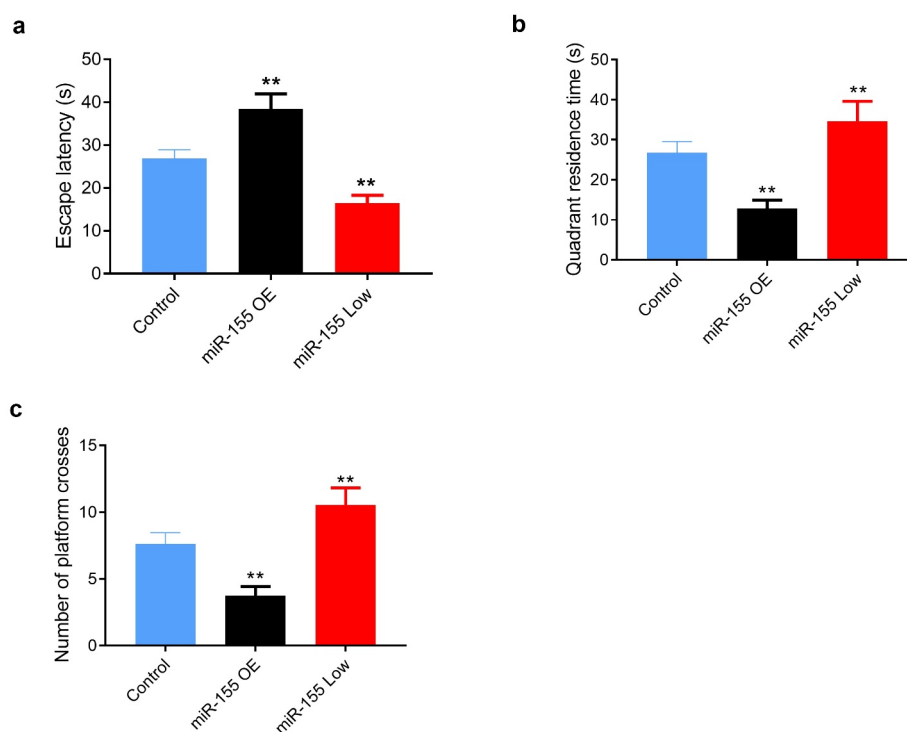 a
Escape latency (s)
50
40
30
20
10
0
**
**
Control
miR-155 OE
miR-155 Low
b
Quadrant residence time (s)
50
40
30
20
10
0
**
**
Control
miR-155 OE
miR-155 Low
c
Number of platform crosses
15
10
5
0
**
**
Control
miR-155 OE
miR-155 Low